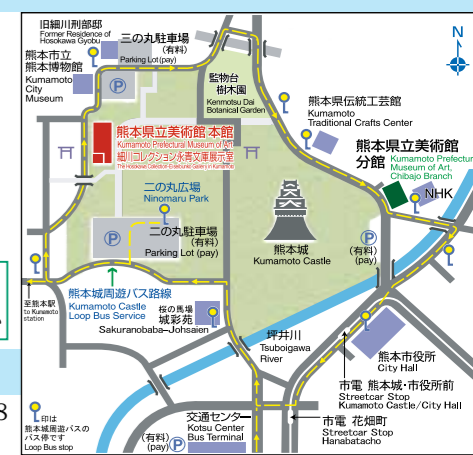 旧細川刑部邸
Former Residence of
Hosokawa Gyobu
三の丸駐車場
(有料)
Parking Lot (pay)
N
熊本市立
熊本博物館
Kumamoto
City
Museum
P
監物台
樹木園
Kenmotsu Dai
Botanical Garden
熊本県伝統工芸館
Kumamoto
Traditional Crafts Center
熊本県立美術館 本館
Kumamoto Prefectural Museum of Art
細川コレクション永青文庫展示室
熊本県立美術館
分館
Kumamoto Prefectur
Museum of Art,
Chibajo Branch
NHK
二の丸広場
Ninomaru Park
P
二の丸駐車場
(有料)
Parking Lot (pay)
熊本城
Kumamoto Castle
P
(有料)
(pay)
至熊本駅
to Kumamoto
station
熊本城周遊バス路線
Kumamoto Castle
Loop Bus Service
桜の馬場
城彩苑
Sakuranobaba–Johsaien
坪井川
Tsuboigawa
River
熊本市役所
City Hall
市電 熊本城・市役所前
Streetcar Stop
Kumamoto Castle/City Hall
8
印は
熊本城周遊バスの
バス停です
Loop Bus stop
交通センター
Kotsu Center
Bus Terminal
(有料)
(pay)
P
市電 花畑町
Streetcar Stop
Hanabatacho